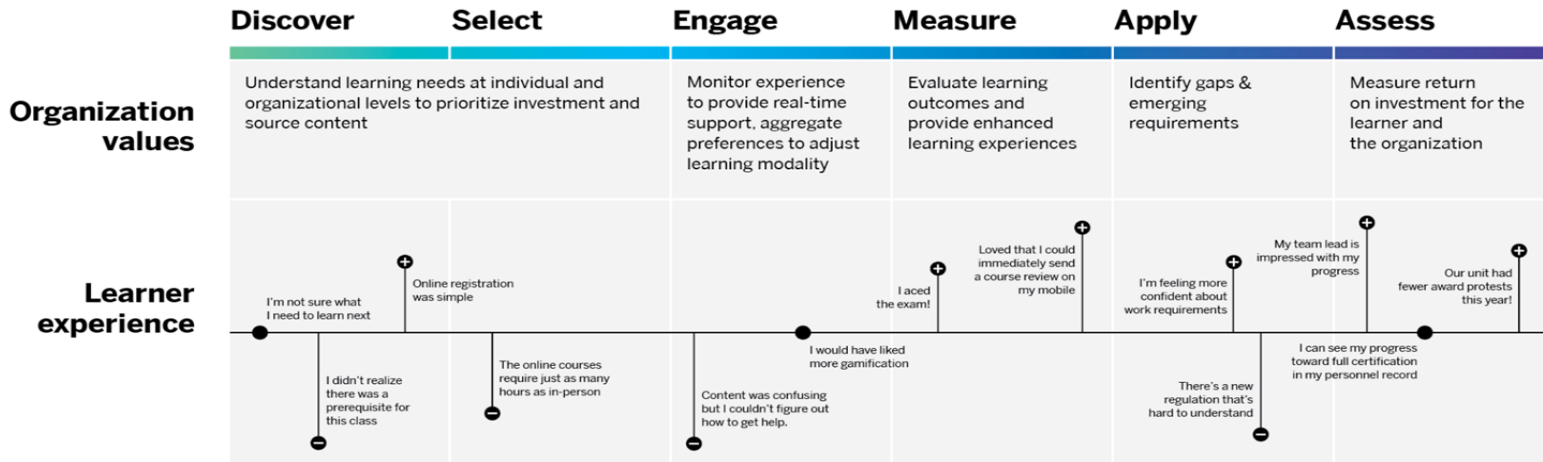 Discover
Select
Engage
Measure
Apply
Assess
Organization
values
Understand learning needs at individual and
organizational levels to prioritize investment and
source content
Monitor experience
to provide real-time
support, aggregate
preferences to adjust
learning modality
Evaluate learning
outcomes and
provide enhanced
learning experiences
Identify gaps &
emerging
requirements
Measure return
on investment for the
learner and
the organization
Learner
experience
I'm not sure what
I need to learn next
I didn't realize
there was a
prerequisite for
this class
Online registration
was simple
The online courses
require just as many
hours as in-person
Content was confusing
but I couldn't figure out
how to get help.
I would have liked
more gamification
I aced
the exam!
Loved that I could
immediately send
a course review on
my mobile
I'm feeling more
confident about
work requirements
There's a new
regulation that's
hard to understand
My team lead is
impressed with my
progress
I can see my progress
toward full certification
in my personnel record
Our unit had
fewer award protests
this year!